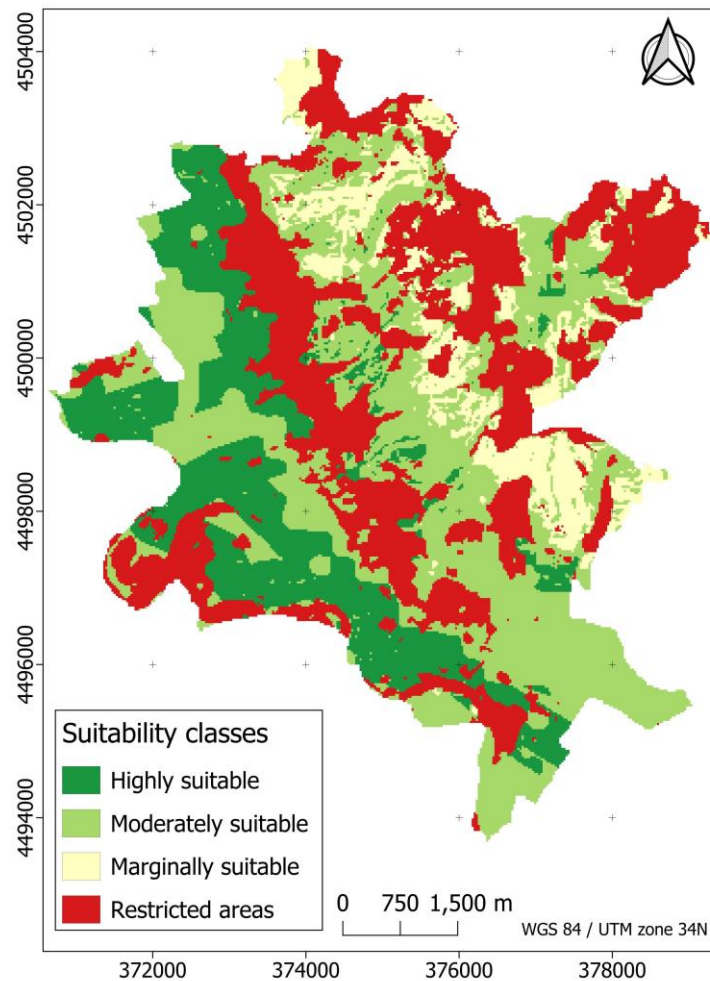 4504000
4502000
4500000
4498000
4496000
4494000
Suitability classes
Highly suitable
Moderately suitable
Marginally suitable
Restricted areas
0 750 1,500 m
WGS 84 / UTM zone 34N
372000 374000 376000 378000